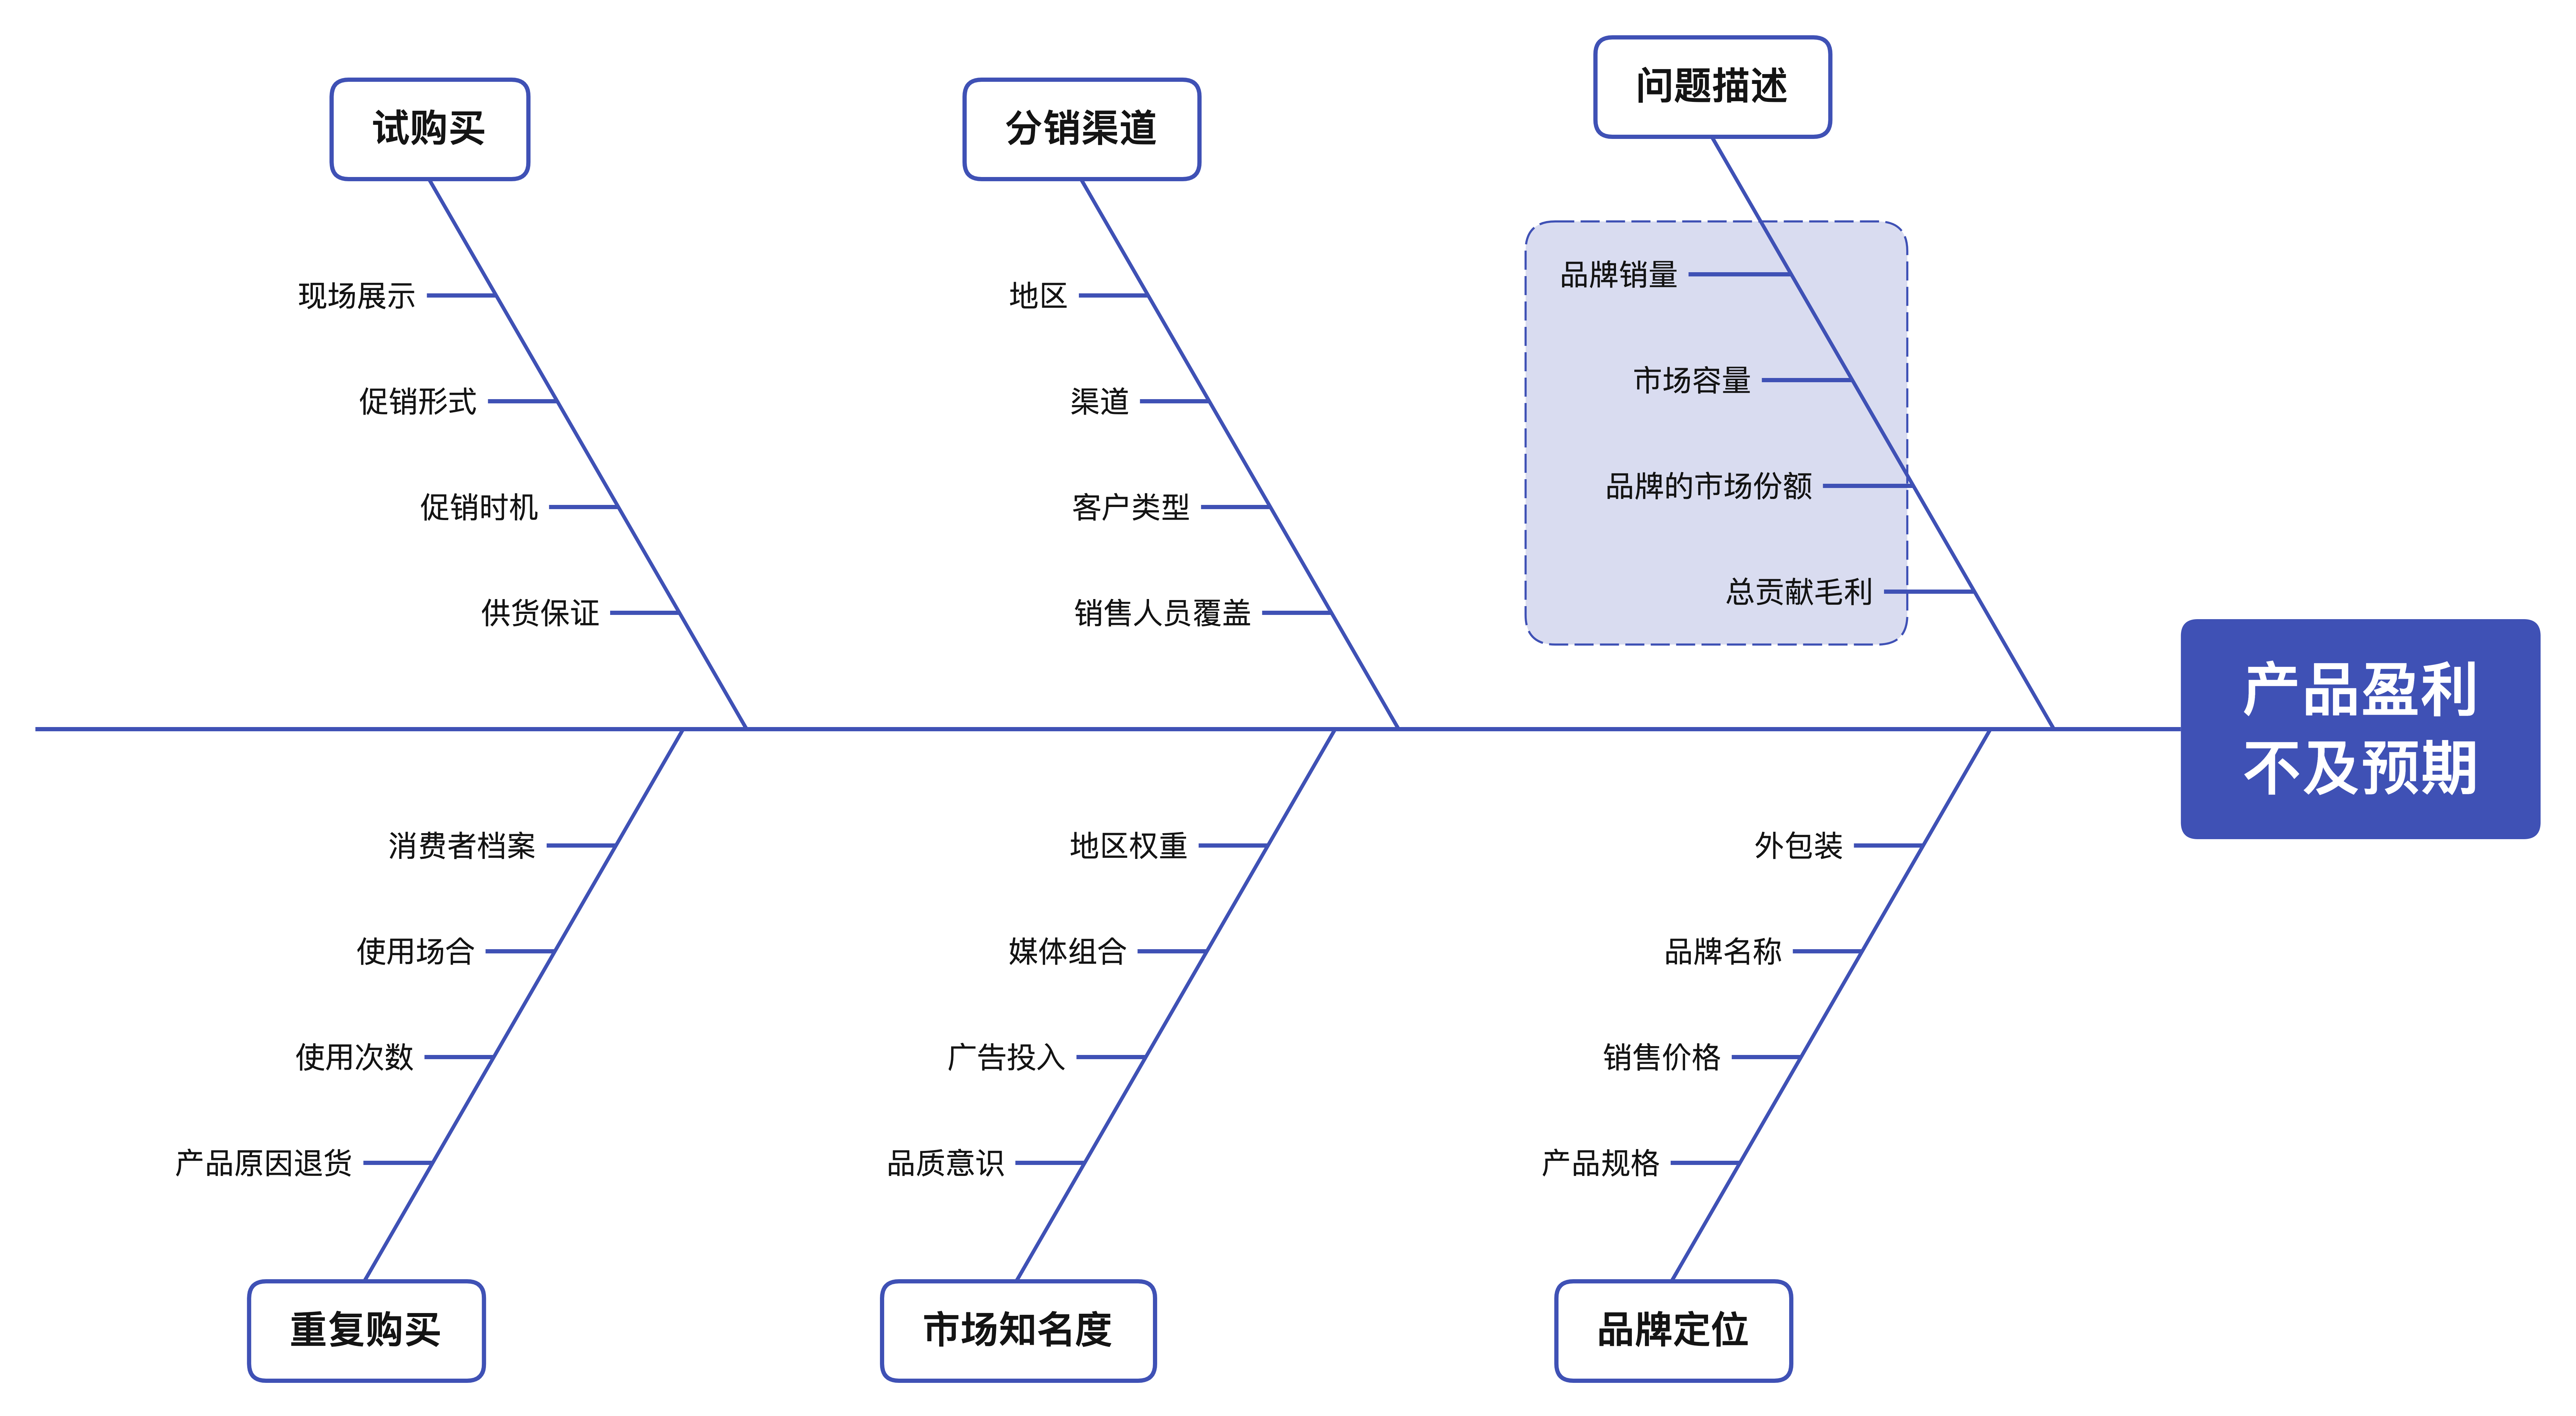 试购买
现场展示
促销形式
促销时机
供货保证
分销渠道
地区
渠道
客户类型
销售人员覆盖
问题描述
品牌销量
市场容量
品牌的市场份额
总贡献毛利
产品盈利
不及预期
消费者档案
使用场合
使用次数
产品原因退货
重复购买
地区权重
媒体组合
广告投入
品质意识
市场知名度
外包装
品牌名称
销售价格
产品规格
品牌定位